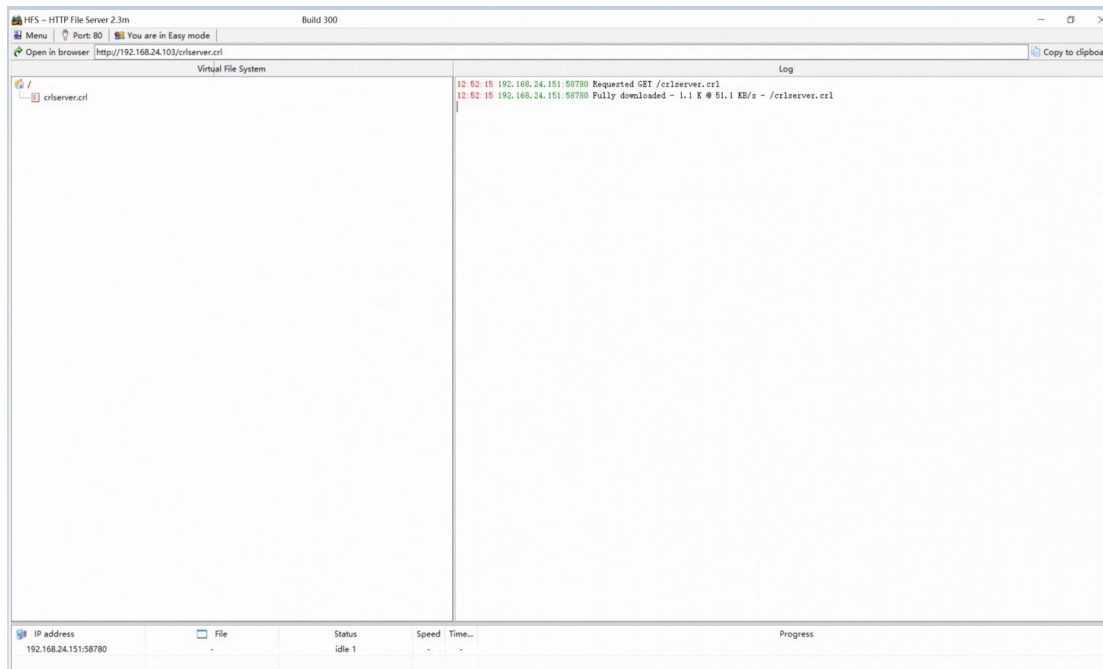 HFS ~ HTTP File Server 2.3m Build 300
Menu Port: 80 You are in Easy mode
Open in browser http://192.168.24.103/crlserver.crl Copy to clipboa
Virtual File System Log
/
crlserver.crl
12:52:15 192.168.24.151:58780 Requested GET /crlserver.crl
12:52:15 192.168.24.151:58780 Fully downloaded - 1.1 K @ 51.1 KB/s - /crlserver.crl
IP address File Status Speed Time... Progress
192.168.24.151:58780 - idle 1 - -